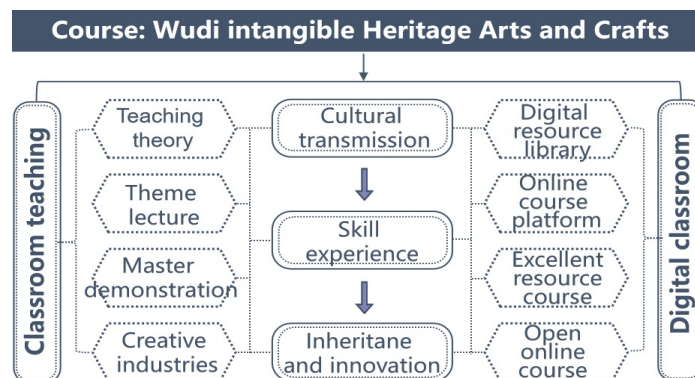 Course: Wudi intangible Heritage Arts and Crafts
Classroom teaching
Teaching
theory
Theme
lecture
Master
demonstration
Creative
industries
Cultural
transmission
Skill
experience
Inheritane
and innovation
Digital
resource
library
Online
course
platform
Excellent
resource
course
Open
online
course
Digital classroom